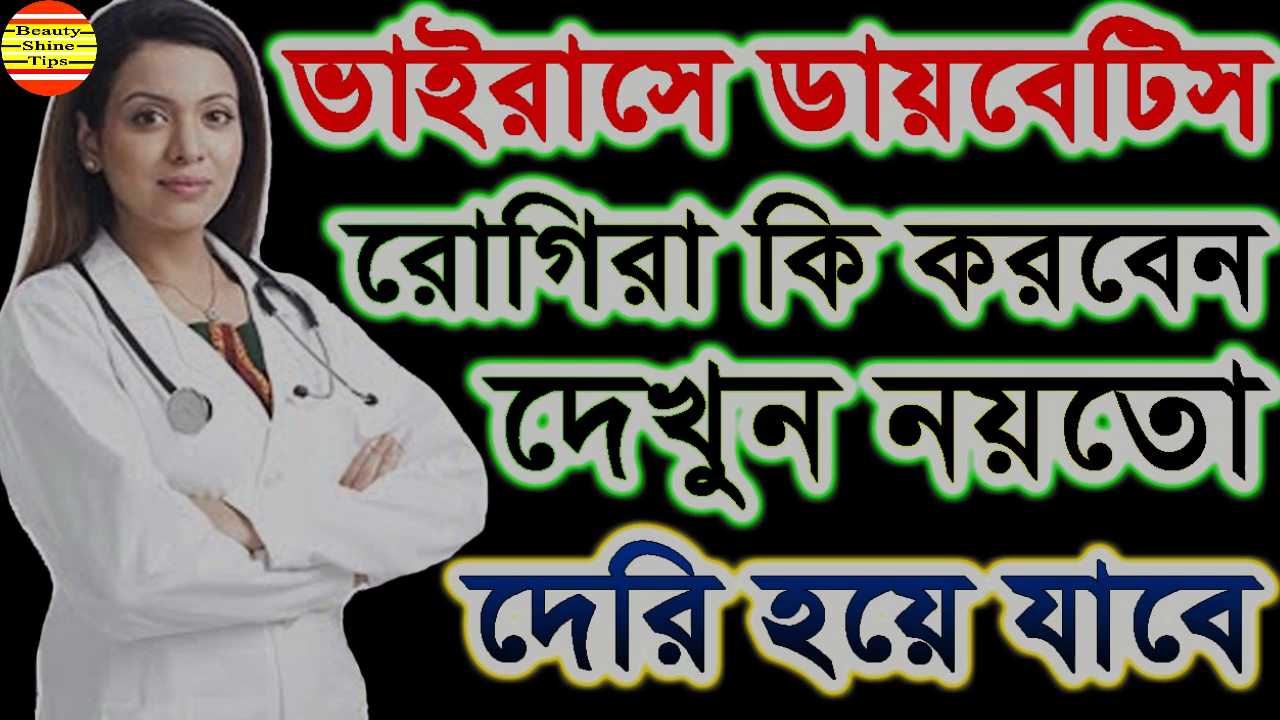 Beauty
Shine
Tips
ভাইরাসে ডায়বেটিস
রোগিরা কি করবেন
দেখুন নয়তো
দেরি হয়ে যাবে